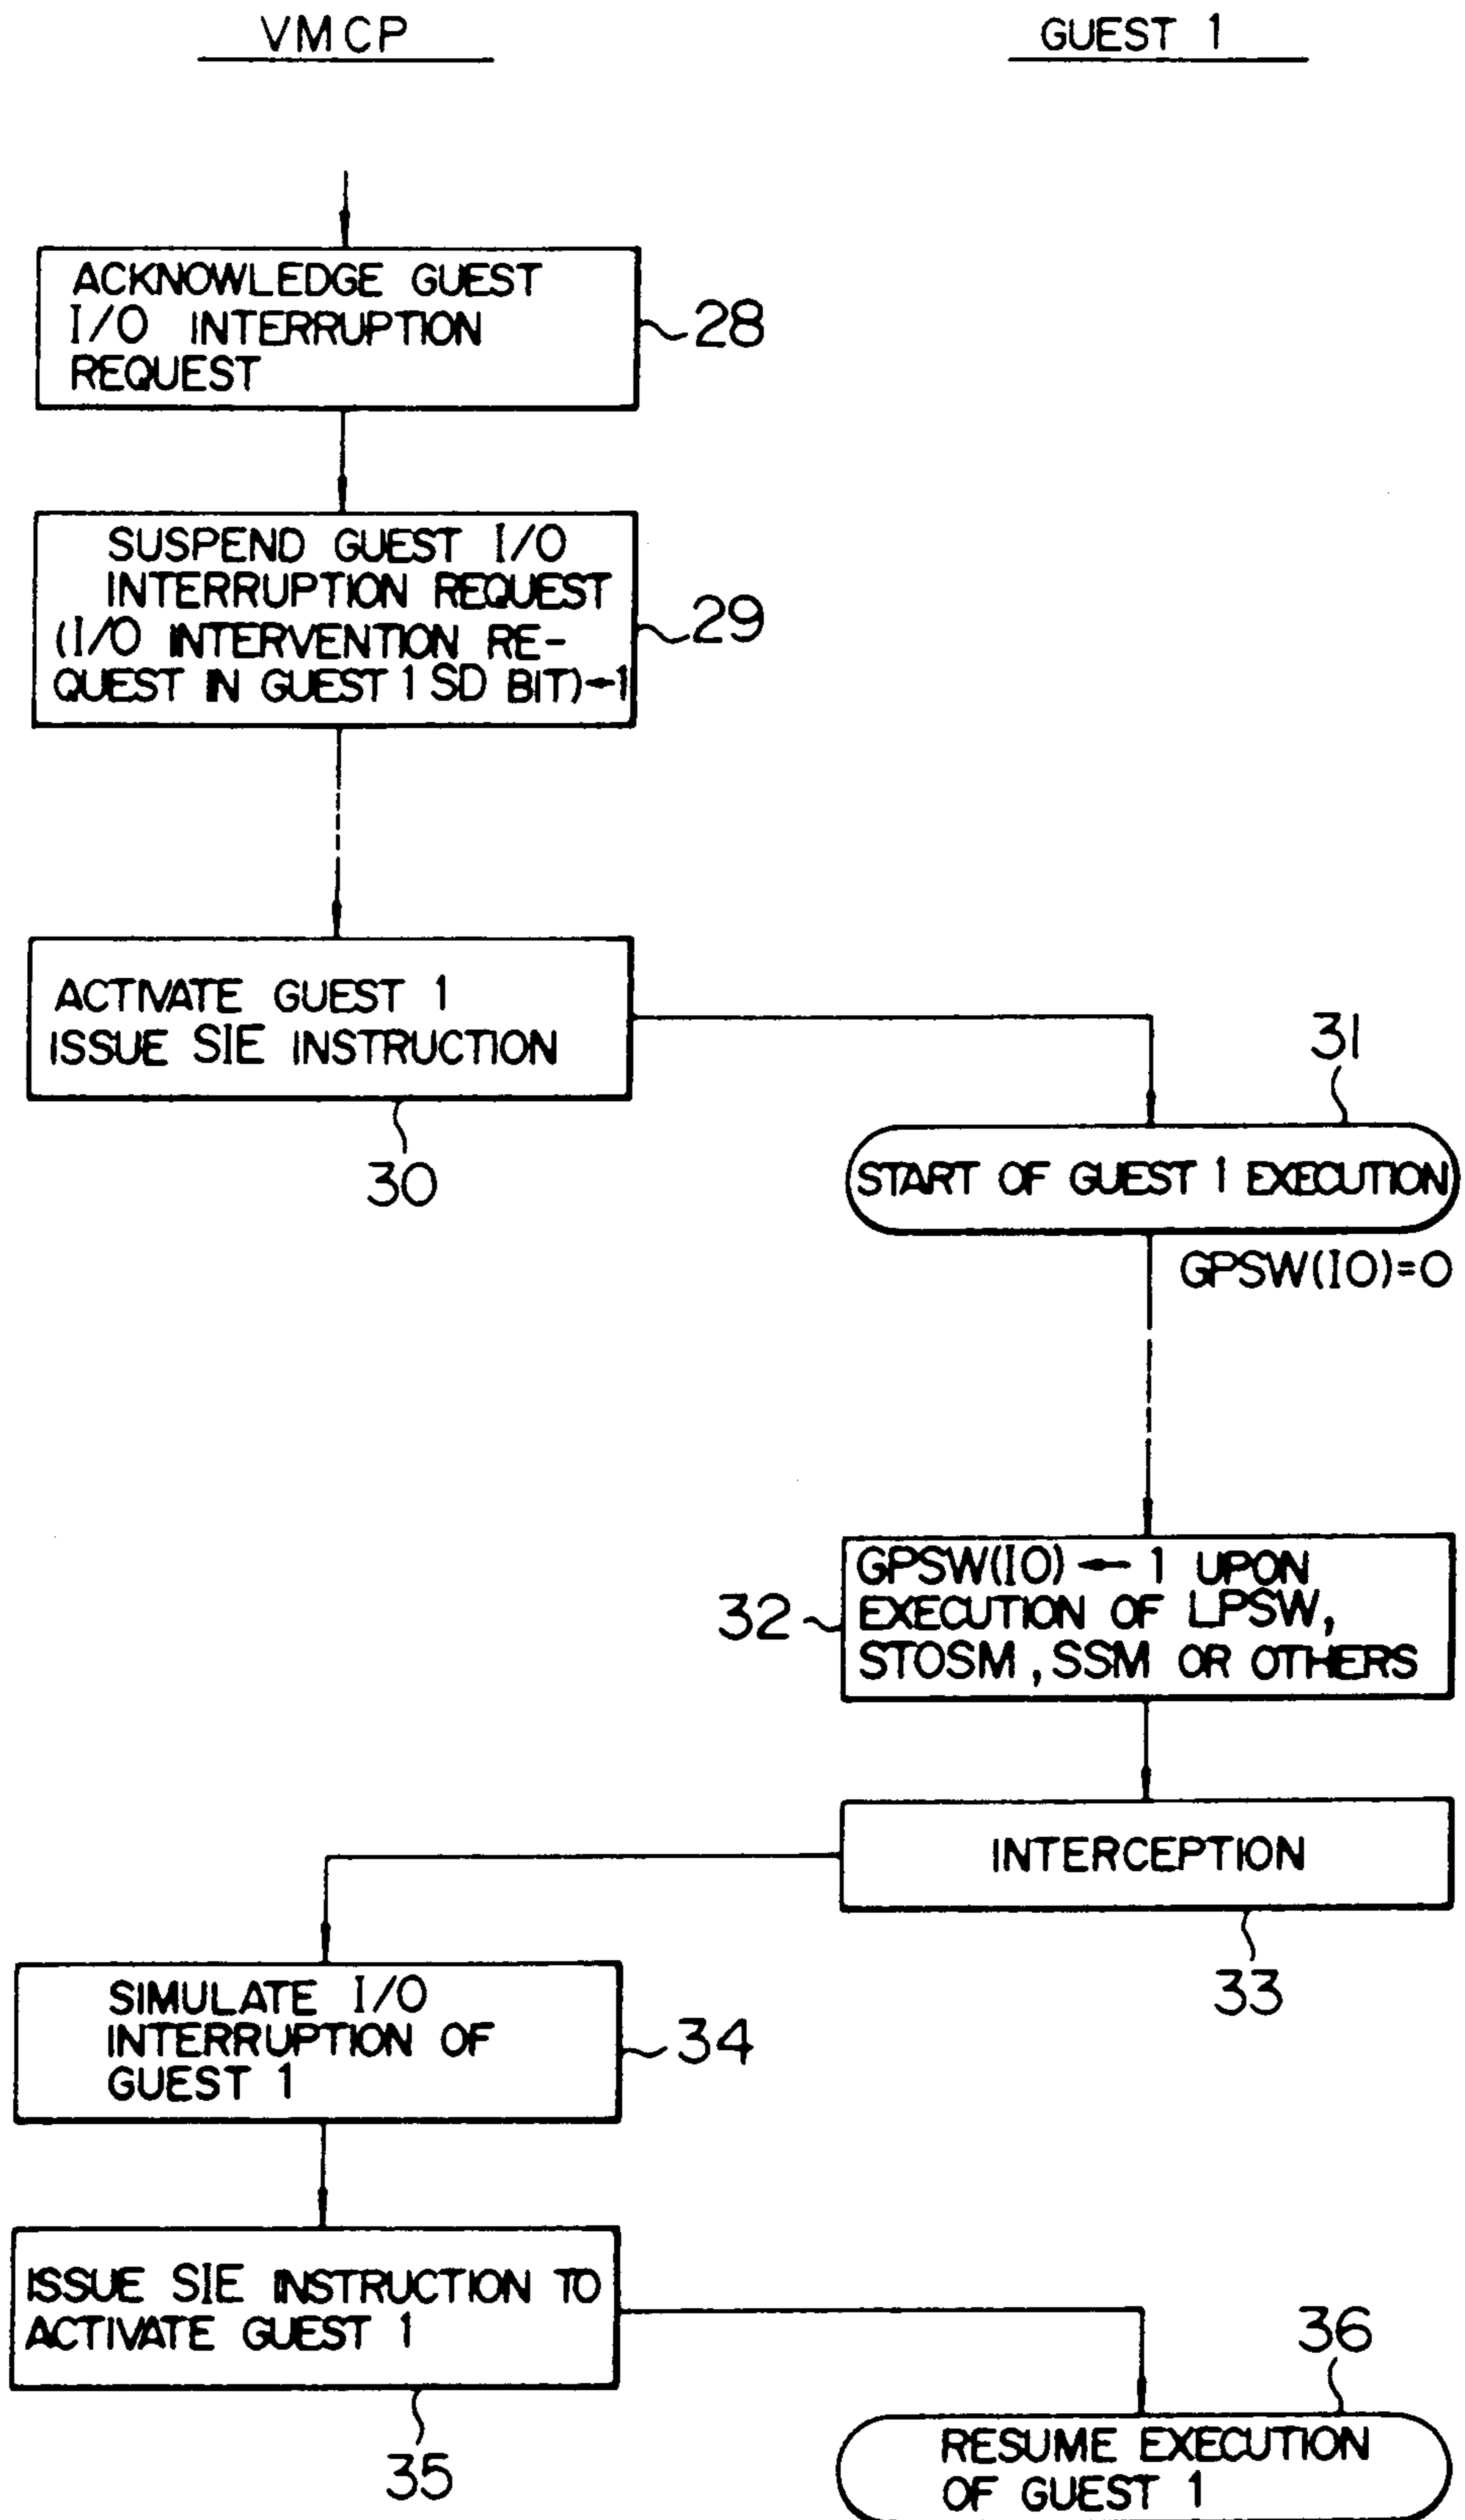 VMCP
GUEST 1
ACKNOWLEDGE GUEST
I/O INTERRUPTION
REQUEST
28
SUSPEND GUEST I/O
INTERRUPTION REQUEST
(I/O INTERVENTION RE-
QUEST IN GUEST 1 SD BIT)←1
29
ACTIVATE GUEST 1
ISSUE SIE INSTRUCTION
30
31
START OF GUEST 1 EXECUTION
GPSW(IO)=0
GPSW(IO) ← 1 UPON
EXECUTION OF LPSW,
STOSM, SSM OR OTHERS
32
INTERCEPTION
33
SIMULATE I/O
INTERRUPTION OF
GUEST 1
34
ISSUE SIE INSTRUCTION TO
ACTIVATE GUEST 1
35
36
RESUME EXECUTION
OF GUEST 1